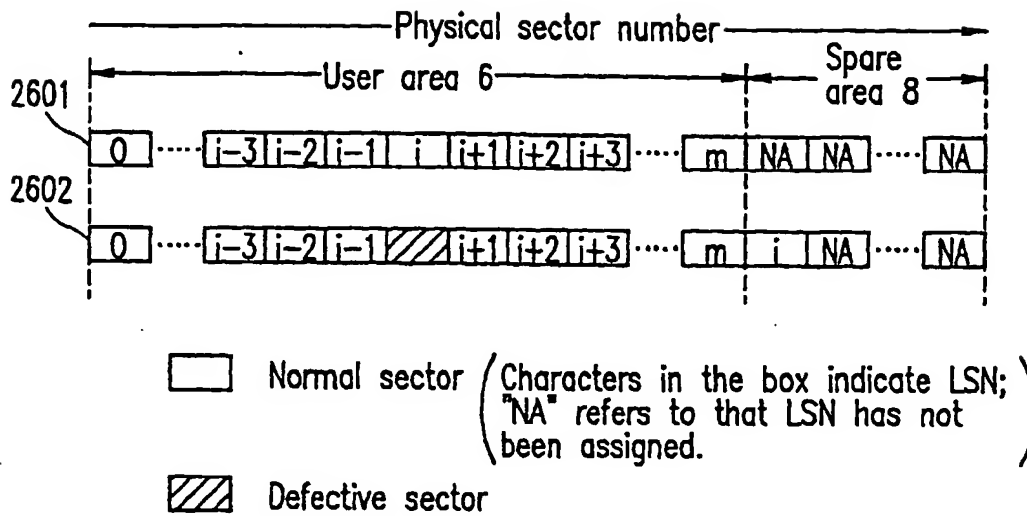 Physical sector number
User area 6
Spare
area 8
2601
0 ····· i-3 i-2 i-1 i i+1 i+2 i+3 ····· m NA NA ····· NA
2602
0 ····· i-3 i-2 i-1 i+1 i+2 i+3 ····· m i NA ····· NA
Normal sector (Characters in the box indicate LSN;
"NA" refers to that LSN has not
been assigned.)
Defective sector